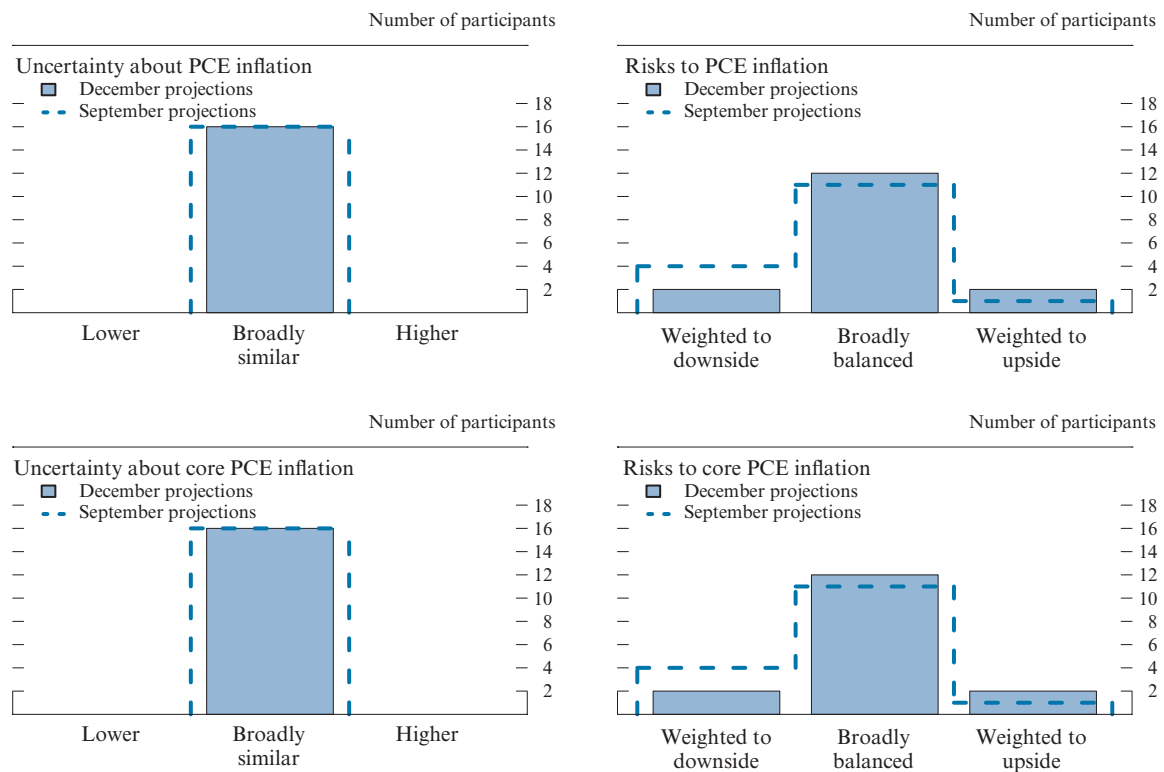 Number of participants
Uncertainty about PCE inflation
December projections
September projections
18
16
14
12
10
8
6
4
2
Lower
Broadly
similar
Higher
Number of participants
Risks to PCE inflation
December projections
September projections
18
16
14
12
10
8
6
4
2
Weighted to
downside
Broadly
balanced
Weighted to
upside
Number of participants
Uncertainty about core PCE inflation
December projections
September projections
18
16
14
12
10
8
6
4
2
Lower
Broadly
similar
Higher
Number of participants
Risks to core PCE inflation
December projections
September projections
18
16
14
12
10
8
6
4
2
Weighted to
downside
Broadly
balanced
Weighted to
upside